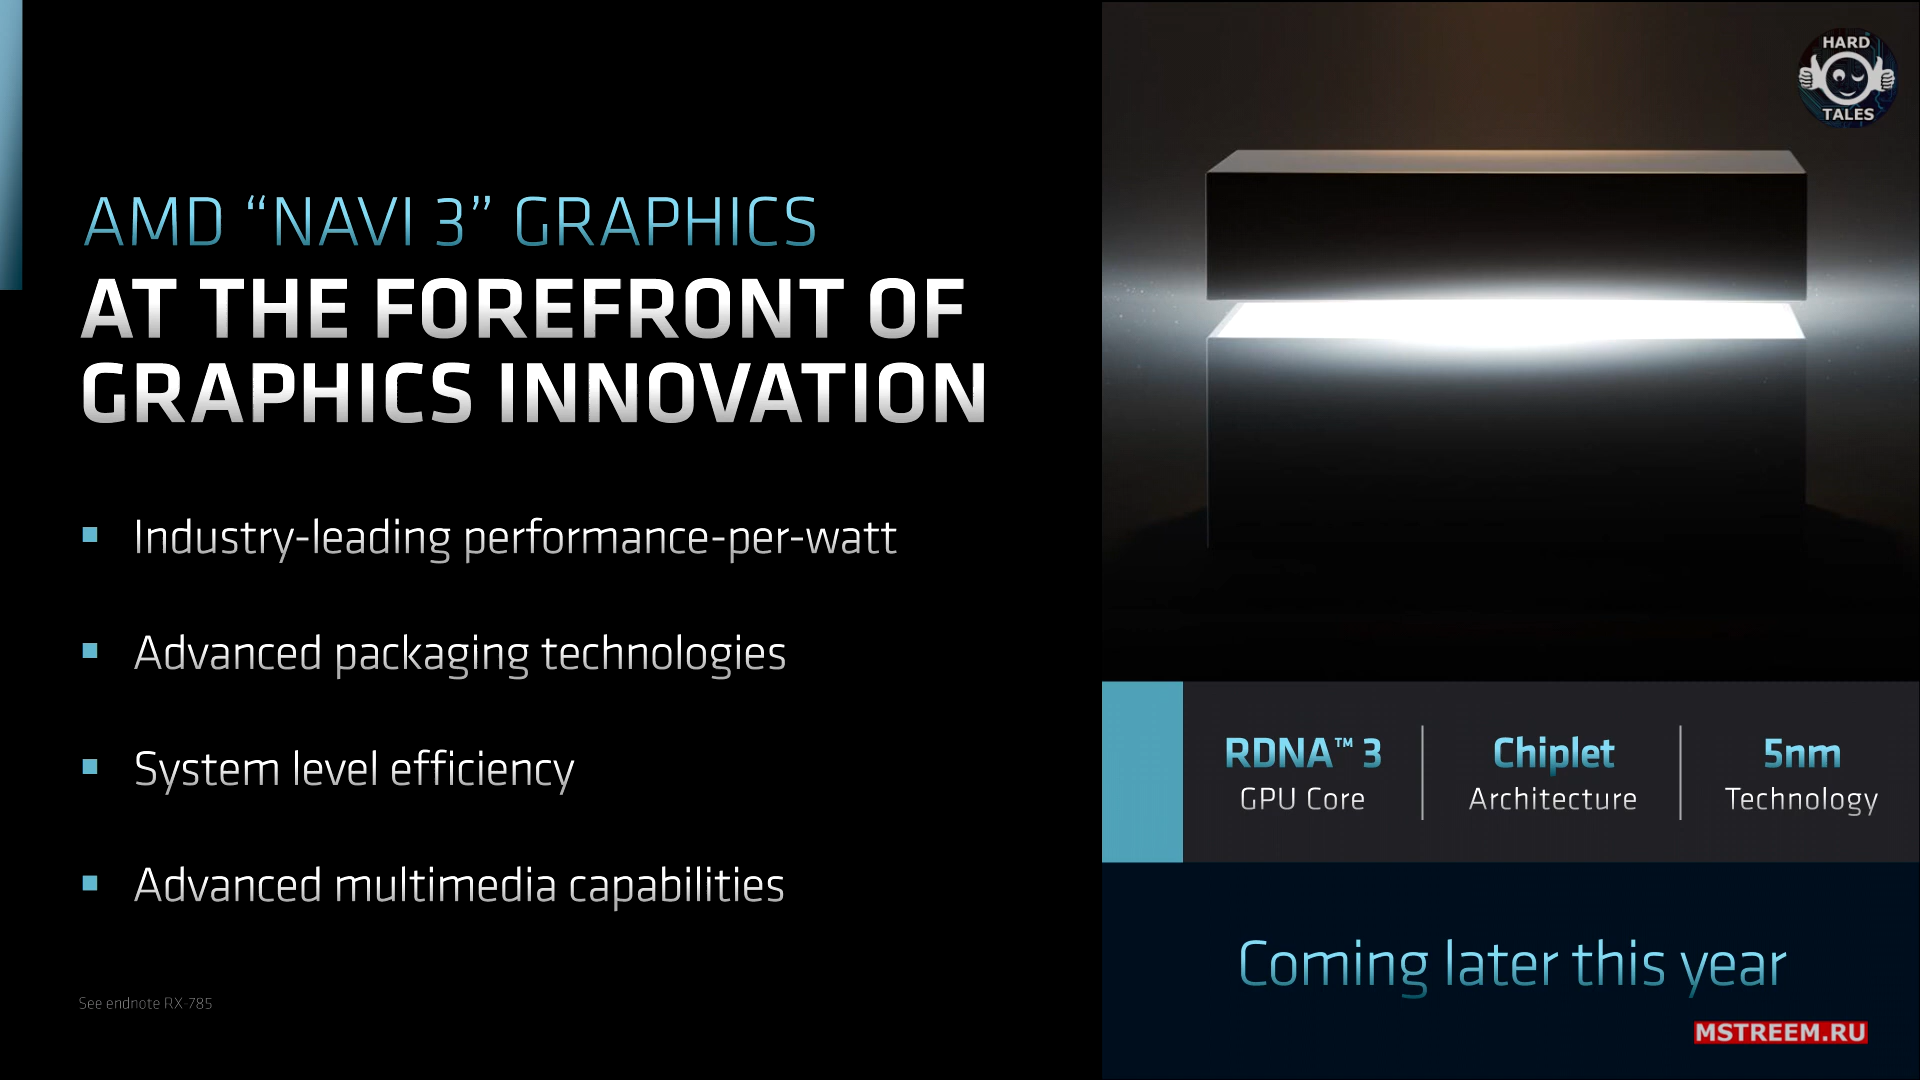 AMD “NAVI 3” GRAPHICS
AT THE FOREFRONT OF
GRAPHICS INNOVATION
Industry-leading performance-per-watt
Advanced packaging technologies
System level efficiency
Advanced multimedia capabilities
See endnote RX-785
HARD
TALES
RDNA™ 3
GPU Core
Chiplet
Architecture
5nm
Technology
Coming later this year
MSTREEM.RU